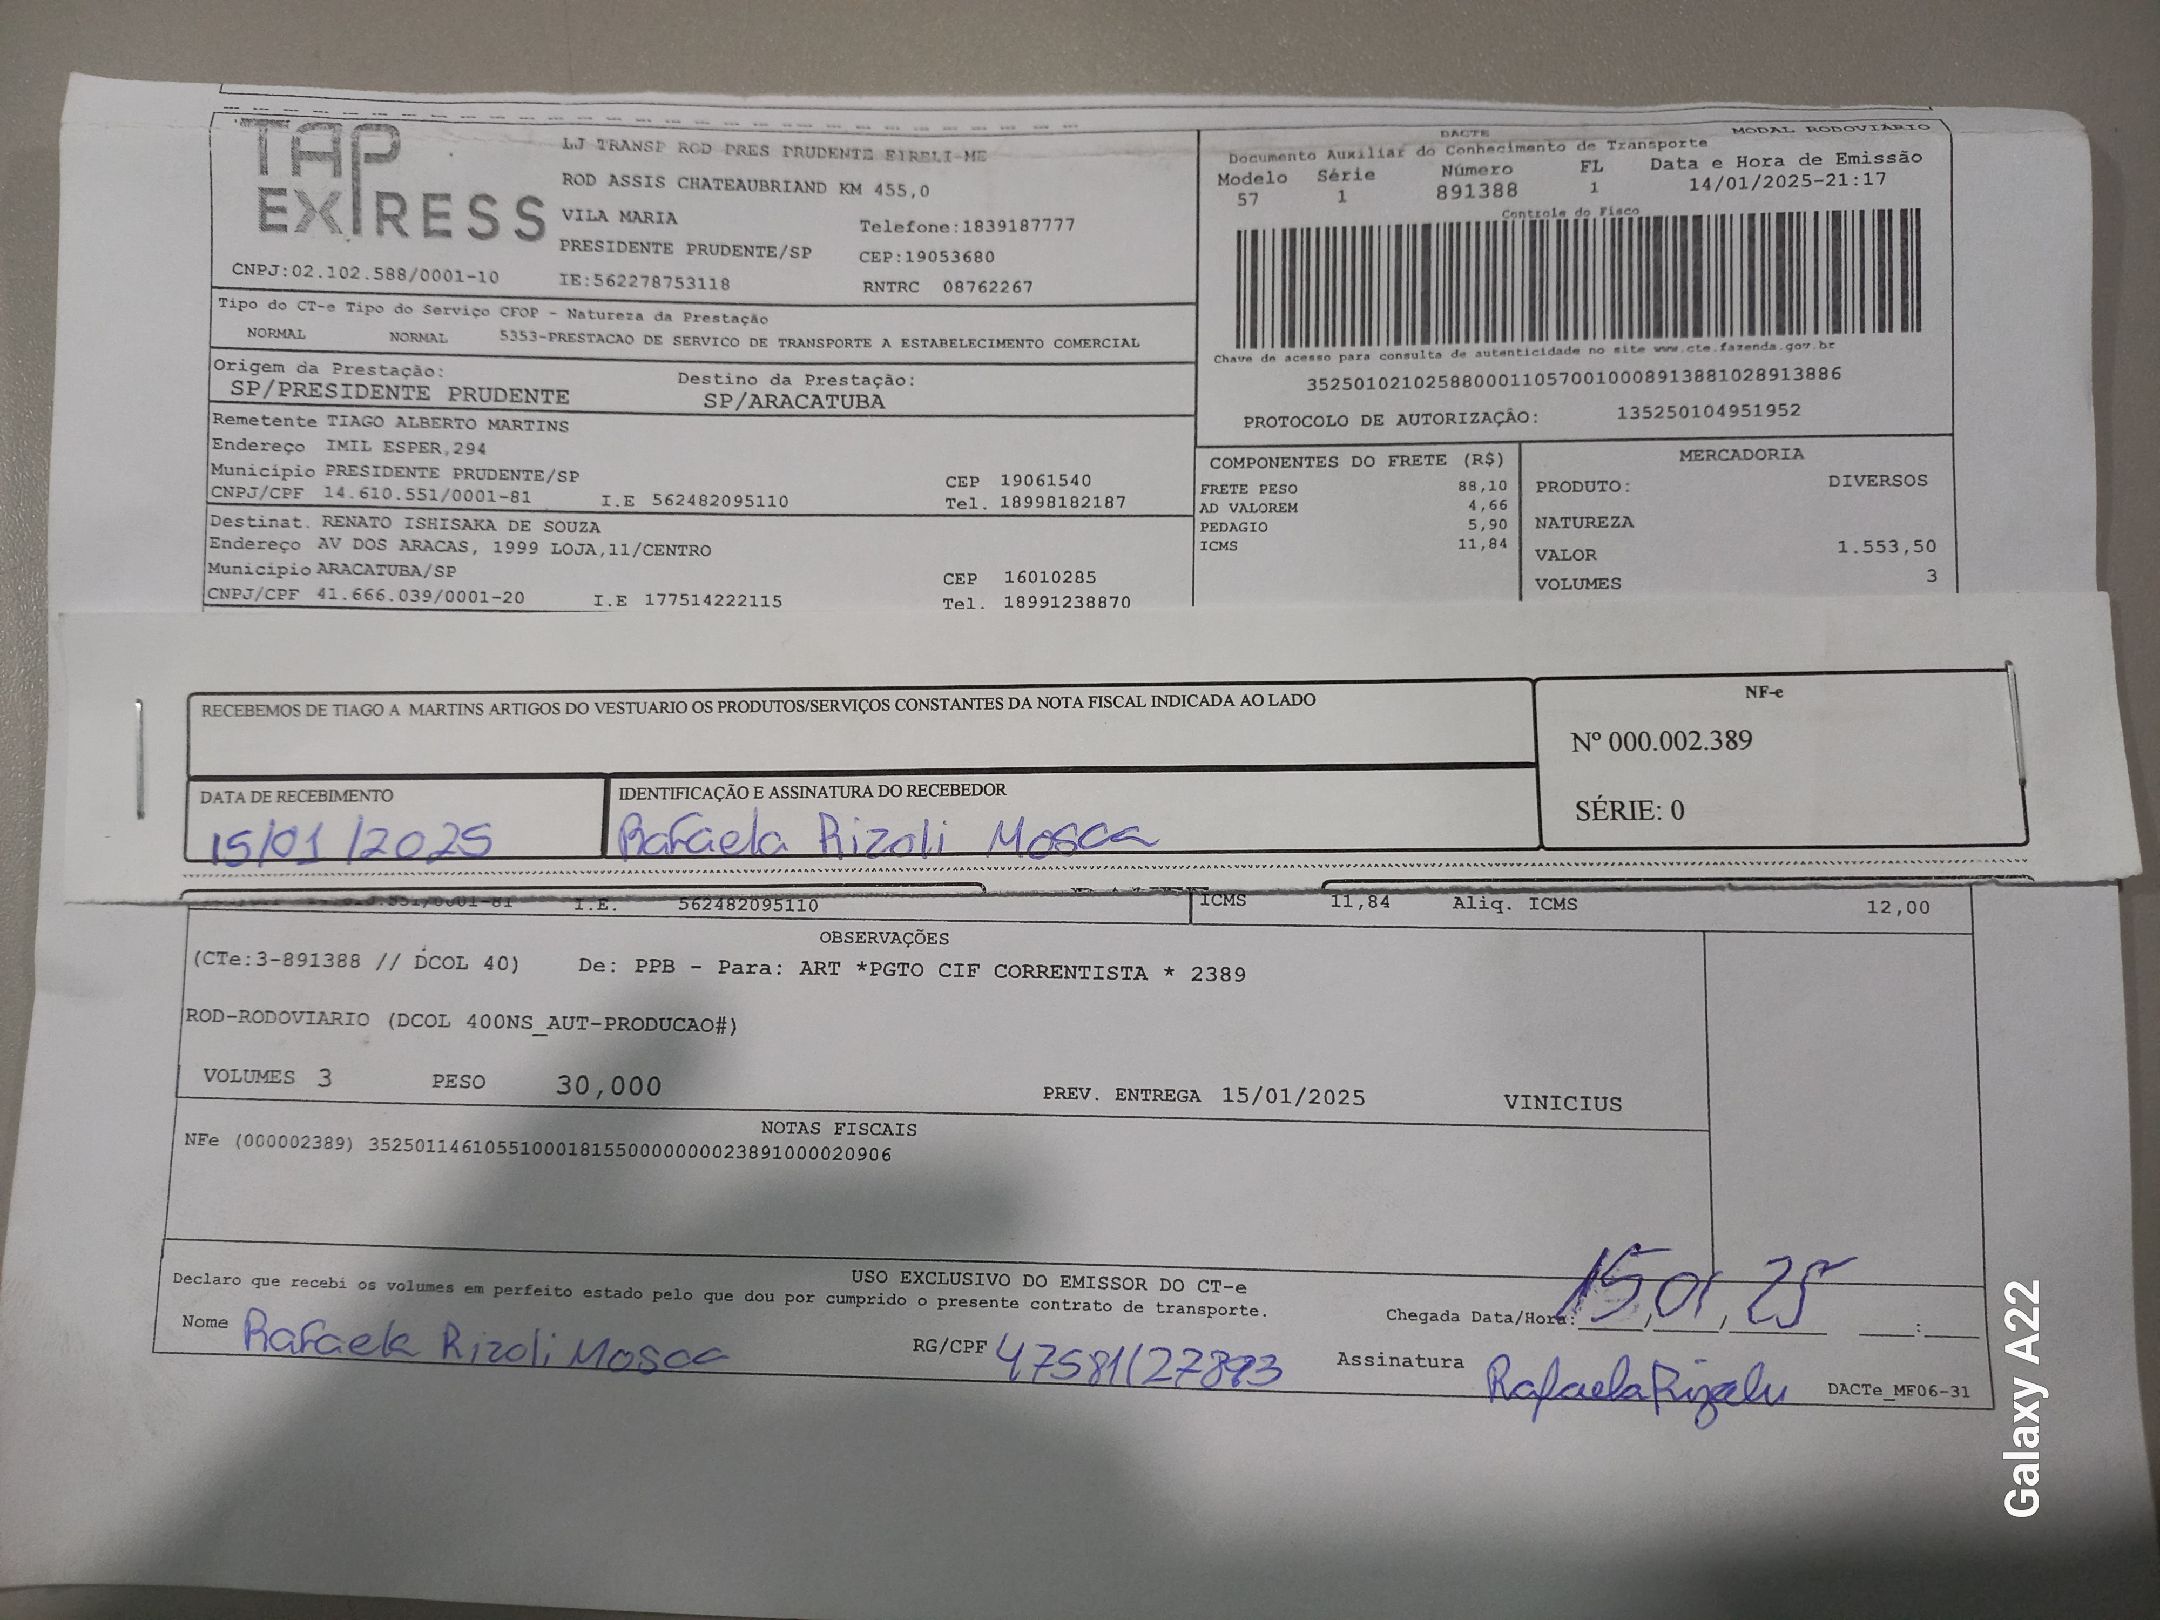 TAP EXPRESS
LJ TRANSP ROD PRES PRUDENTE EIRELI-ME
ROD ASSIS CHATEAUBRIAND KM 455,0
VILA MARIA Telefone:1839187777
PRESIDENTE PRUDENTE/SP CEP:19053680
CNPJ:02.102.588/0001-10 IE:562278753118 RNTRC 08762267
DACTE MODAL RODOVIÁRIO
Documento Auxiliar do Conhecimento de Transporte
Modelo Série Número FL Data e Hora de Emissão
57 1 891388 1 14/01/2025-21:17
Controle do Fisco
Chave de acesso para consulta de autenticidade no site www.cte.fazenda.gov.br
35250102102588000110570010008913881028913886
PROTOCOLO DE AUTORIZAÇÃO: 135250104951952
Tipo do CT-e Tipo do Serviço CFOP - Natureza da Prestação
NORMAL NORMAL 5353-PRESTACAO DE SERVICO DE TRANSPORTE A ESTABELECIMENTO COMERCIAL
Origem da Prestação: Destino da Prestação:
SP/PRESIDENTE PRUDENTE SP/ARACATUBA
Remetente TIAGO ALBERTO MARTINS
Endereço IMIL ESPER,294
Município PRESIDENTE PRUDENTE/SP CEP 19061540
CNPJ/CPF 14.610.551/0001-81 I.E 562482095110 Tel. 18998182187
Destinat. RENATO ISHISAKA DE SOUZA
Endereço AV DOS ARACAS, 1999 LOJA,11/CENTRO
Município ARACATUBA/SP CEP 16010285
CNPJ/CPF 41.666.039/0001-20 I.E 177514222115 Tel. 18991238870
COMPONENTES DO FRETE (R$)
FRETE PESO 88,10
AD VALOREM 4,66
PEDAGIO 5,90
ICMS 11,84
MERCADORIA
PRODUTO: DIVERSOS
NATUREZA
VALOR 1.553,50
VOLUMES 3
RECEBEMOS DE TIAGO A MARTINS ARTIGOS DO VESTUARIO OS PRODUTOS/SERVIÇOS CONSTANTES DA NOTA FISCAL INDICADA AO LADO
NF-e
Nº 000.002.389
SÉRIE: 0
DATA DE RECEBIMENTO
15/01/2025
IDENTIFICAÇÃO E ASSINATURA DO RECEBEDOR
Rafaela Rizoli Mosca
I.E. 562482095110 ICMS 11,84 Aliq. ICMS 12,00
OBSERVAÇÕES
(CTe:3-891388 // DCOL 40) De: PPB - Para: ART *PGTO CIF CORRENTISTA * 2389
ROD-RODOVIARIO (DCOL 400NS_AUT-PRODUCAO#)
VOLUMES 3 PESO 30,000 PREV. ENTREGA 15/01/2025 VINICIUS
NOTAS FISCAIS
NFe (000002389) 35250114610551000181550000000023891000020906
USO EXCLUSIVO DO EMISSOR DO CT-e
Declaro que recebi os volumes em perfeito estado pelo que dou por cumprido o presente contrato de transporte.
Chegada Data/Hora: 15,01,25 :
Nome Rafaela Rizoli Mosca RG/CPF Assinatura Rafaela Rizoli
DACTe_MF06-31
Galaxy A22